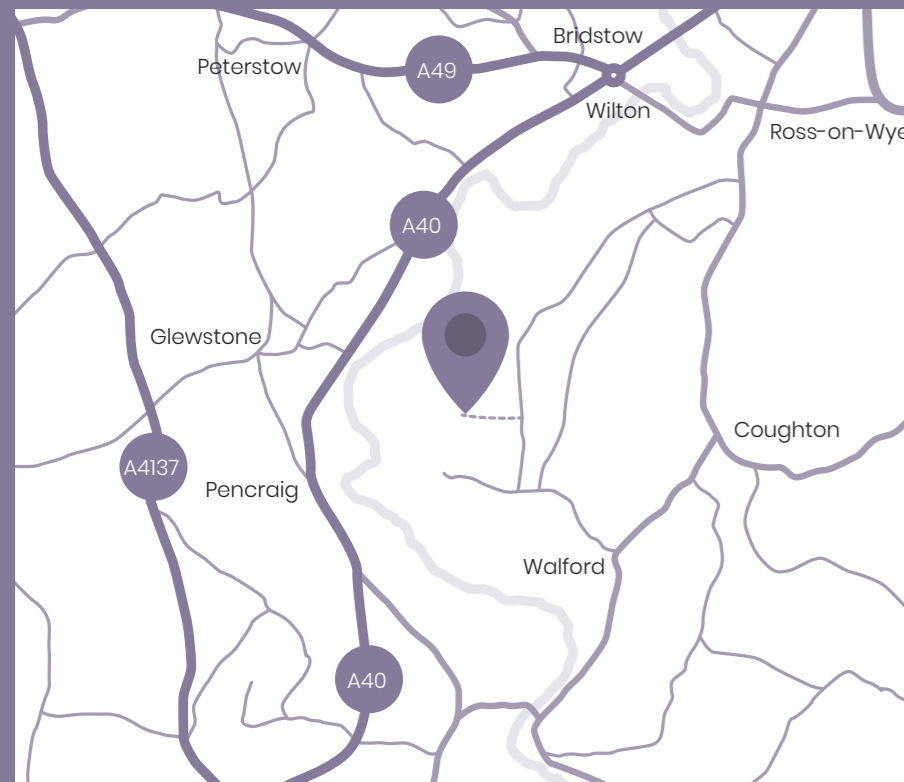 Bridstow
Peterstow
A49
Wilton
Ross-on-Wye
A40
Glewstone
Coughton
A4137
Pencraig
Walford
A40